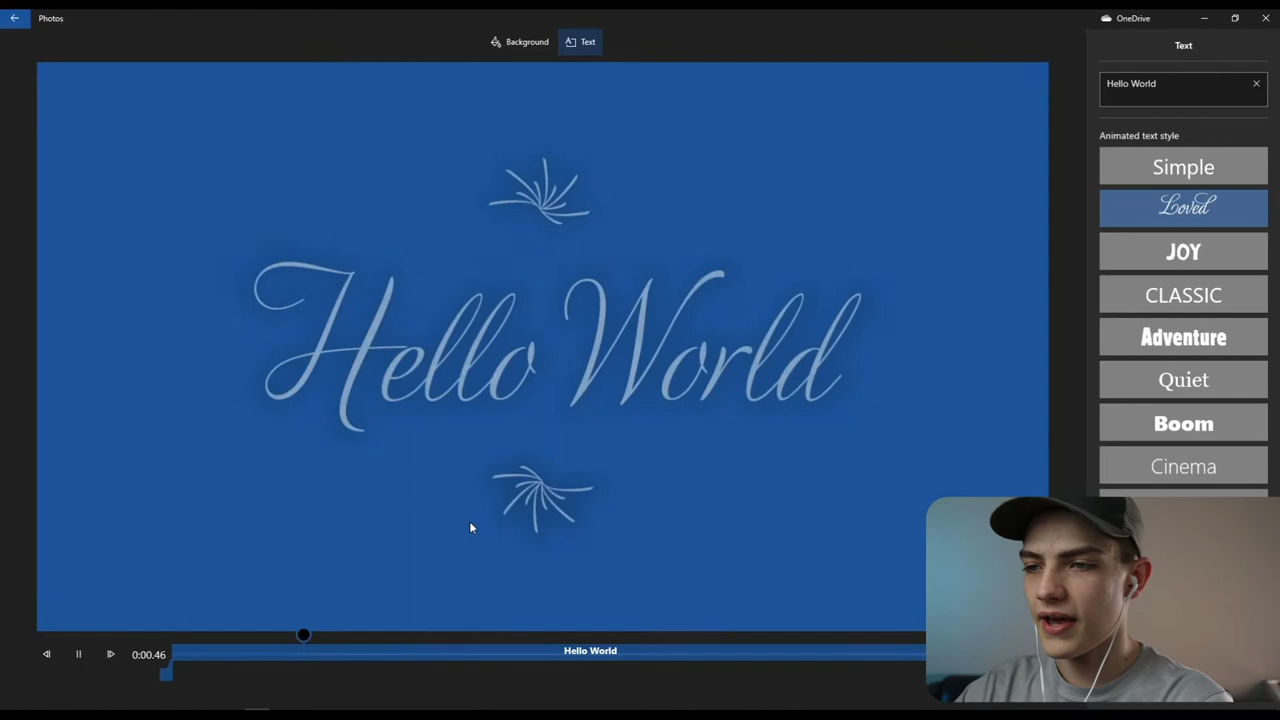 Photos
OneDrive
Background
Text
Text
Hello World
Animated text style
Simple
Loved
JOY
CLASSIC
Adventure
Quiet
Boom
Cinema
Hello World
0:00.46
Hello World